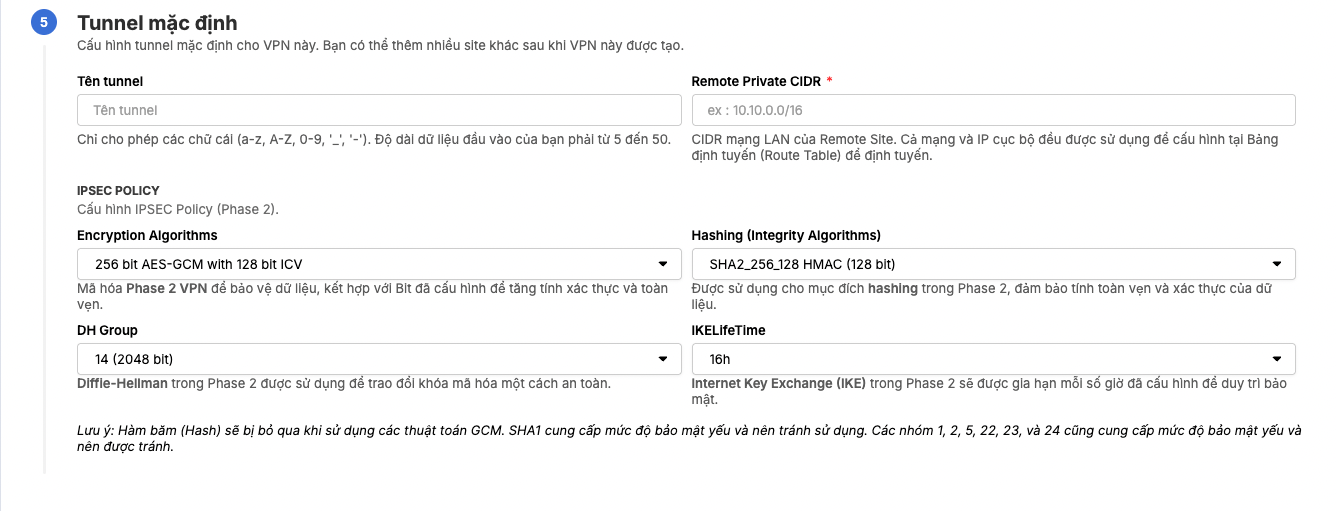 5
Tunnel mặc định
Cấu hình tunnel mặc định cho VPN này. Bạn có thể thêm nhiều site khác sau khi VPN này được tạo.
Tên tunnel
Tên tunnel
Chỉ cho phép các chữ cái (a-z, A-Z, 0-9, '_', '-'). Độ dài dữ liệu đầu vào của bạn phải từ 5 đến 50.
Remote Private CIDR *
ex : 10.10.0.0/16
CIDR mạng LAN của Remote Site. Cả mạng và IP cục bộ đều được sử dụng để cấu hình tại Bảng
định tuyến (Route Table) để định tuyến.
IPSEC POLICY
Cấu hình IPSEC Policy (Phase 2).
Encryption Algorithms
256 bit AES-GCM with 128 bit ICV
Mã hóa Phase 2 VPN để bảo vệ dữ liệu, kết hợp với Bit đã cấu hình để tăng tính xác thực và toàn
vẹn.
Hashing (Integrity Algorithms)
SHA2_256_128 HMAC (128 bit)
Được sử dụng cho mục đích hashing trong Phase 2, đảm bảo tính toàn vẹn và xác thực của dữ
liệu.
DH Group
14 (2048 bit)
Diffie-Hellman trong Phase 2 được sử dụng để trao đổi khóa mã hóa một cách an toàn.
IKELifeTime
16h
Internet Key Exchange (IKE) trong Phase 2 sẽ được gia hạn mỗi số giờ đã cấu hình để duy trì bảo
mật.
Lưu ý: Hàm băm (Hash) sẽ bị bỏ qua khi sử dụng các thuật toán GCM. SHA1 cung cấp mức độ bảo mật yếu và nên tránh sử dụng. Các nhóm 1, 2, 5, 22, 23, và 24 cũng cung cấp mức độ bảo mật yếu và
nên được tránh.